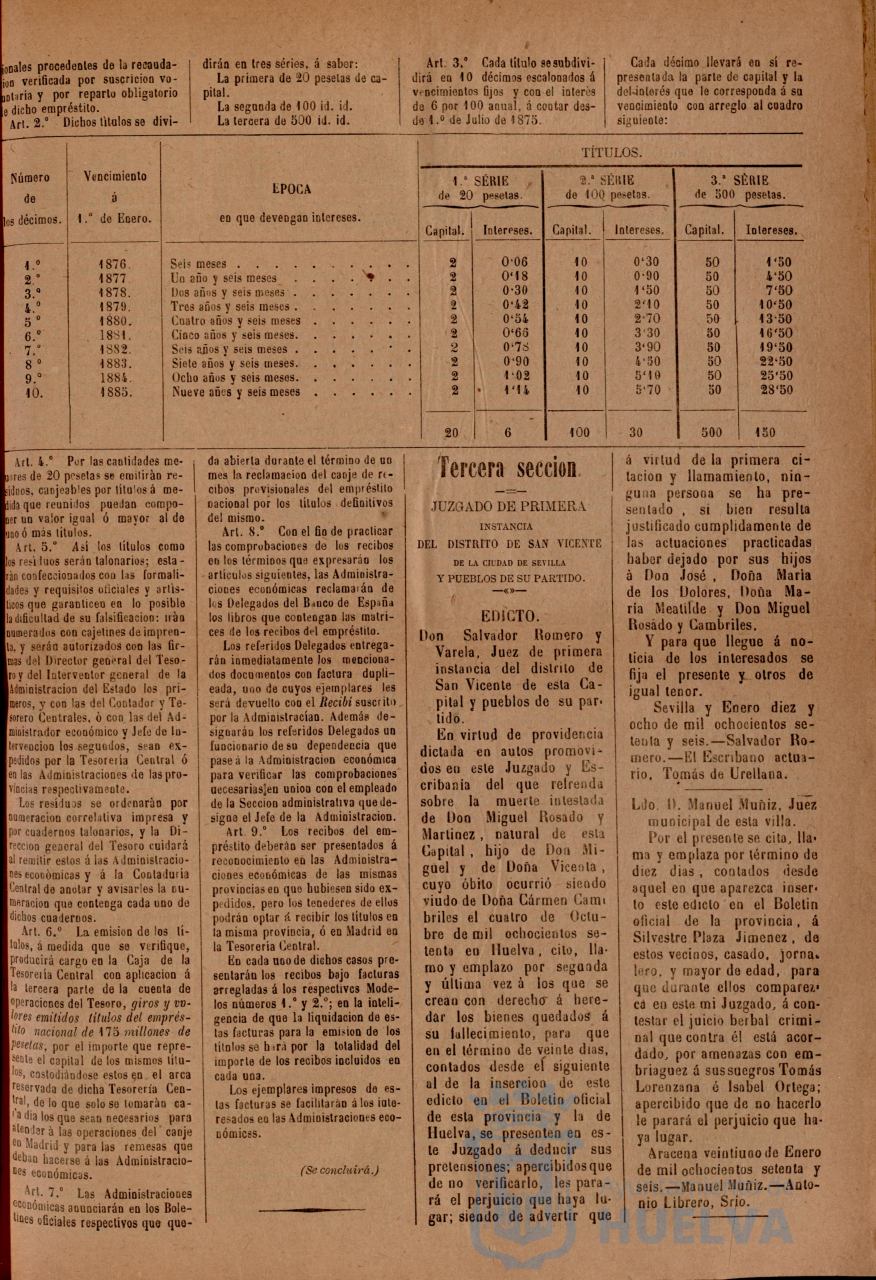 ionales procedentes de la recauda-
ion verificada por suscricion vo-
untaria y por reparto obligatorio
e dicho empréstito.
Art. 2.º Dichos títulos se divi-
dirán en tres séries, á saber:
La primera de 20 pesetas de ca-
pital.
La segunda de 100 id. id.
La tercera de 500 id. id.
Art. 3.º Cada título se subdivi-
dirá en 10 décimos escalonados á
vencimientos fijos y con el interés
de 6 por 100 anual, á contar des-
de 1.º de Julio de 1875.
Cada décimo llevará en si re-
presentada la parte de capital y la
del interés que le corresponda á su
vencimiento con arreglo al cuadro
siguiente:
Número
de
los décimos.
Vencimiento
á
1.º de Enero.
EPOCA
en que devengan intereses.
TÍTULOS.
1.ª SÉRIE
de 20 pesetas.
2.ª SÉRIE
de 100 pesetas.
3.ª SÈRIE
de 500 pesetas.
Capital. Intereses. Capital. Intereses. Capital. Intereses.
1.º 1876. Seis meses . . . . . . . . . . 2 0·06 10 0'30 50 1'50
2.º 1877 Un año y seis meses . . . . . 2 0'18 10 0·90 50 4'50
3.º 1878. Dos años y seis meses . . . . . . . 2 0·30 10 1'50 50 7'50
4.º 1879. Tres años y seis meses . . . . . . . 2 0'42 10 2'10 50 10'50
5º 1880. Cuatro años y seis meses . . . . . . 2 0'54 10 2·70 50 13·50
6.º 1881. Cinco años y seis meses. . . . . . . 2 0'66 10 3'30 50 16'50
7.º 1882. Seis años y seis meses . . . . . . . 2 0'78 10 3'90 50 19'50
8º 1883. Siete años y seis meses. . . . . . . 2 0'90 10 4'50 50 22'50
9.º 1884. Ocho años y seis meses. . . . . . . 2 1·02 10 5'10 50 25'50
10. 1885. Nueve años y seis meses . . . . . . 2 1'14 10 5'70 50 28'50
20 6 100 30 500 150
Art. 4.º Por las cantidades me-
nores de 20 pesetas se emitirán re-
siduos, canjeables por títulos á me-
dida que reunidos puedan compo-
ner un valor igual ó mayor al de
uno ó más títulos.
Art. 5.º Así los títulos como
los residuos serán talonarios; esta-
rán confeccionados con las formali-
dades y requisitos oficiales y artís-
ticos que garanticen en lo posible
la dificultad de su falsificacion: irán
numerados con cajetines de impren-
ta, y serán autorizados con las fir-
mas del Director general del Teso-
ro y del Interventor general de la
Administracion del Estado los pri-
meros, y con las del Contador y Te-
sorero Centrales, ó con las del Ad-
ministrador económico y Jefe de In-
tervencion los segundos, sean ex-
pedidos por la Tesorería Central ó
en las Administraciones de las pro-
vincias respectivamente.
Los residuos se ordenarán por
numeracion correlativa impresa y
por cuadernos talonarios, y la Di-
reccion general del Tesoro cuidará
al remitir estos á las Administracio-
nes económicas y á la Contaduría
Central de anotar y avisarles la nu-
meracion que contenga cada uno de
dichos cuadernos.
Art. 6.º La emision de los tí-
tulos, á medida que se verifique,
producirá cargo en la Caja de la
Tesorería Central con aplicacion á
la tercera parte de la cuenta de
operaciones del Tesoro, giros y va-
lores emitidos títulos del emprés-
tito nacional de 175 millones de
pesetas, por el importe que repre-
sente el capital de los mismos títu-
los, custodiándose estos en el arca
reservada de dicha Tesorería Cen-
tral, de lo que solo se tomarán ca-
da dia los que sean necesarios para
atender á las operaciones del canje
en Madrid y para las remesas que
deban hacerse á las Administracio-
nes económicas.
Art. 7.º Las Administraciones
económicas anunciarán en los Bole-
tines oficiales respectivos que que-
da abierta durante el término de un
mes la reclamacion del canje de re-
cibos provisionales del empréstito
nacional por los títulos definitivos
del mismo.
Art. 8.º Con el fin de practicar
las comprobaciones de los recibos
en los términos que expresarán los
artículos siguientes, las Administra-
ciones económicas reclamarán de
los Delegados del Banco de España
los libros que contengan las matri-
ces de los recibos del empréstito.
Los referidos Delegados entrega-
rán inmediatamente los menciona-
dos documentos con factura dupli-
cada, uno de cuyos ejemplares les
será devuelto con el Recibí suscrito
por la Administracian. Además de-
signarán los referidos Delegados un
funcionario de su dependencia que
pase á la Administracion económica
para verificar las comprobaciones
necesarias en union con el empleado
de la Seccion administrativa que de-
signe el Jefe de la Administracion.
Art. 9.º Los recibos del em-
préstito deberán ser presentados á
reconocimiento en las Administra-
ciones económicas de las mismas
provincias en que hubiesen sido ex-
pedidos, pero los tenederes de ellos
podrán optar á recibir los títulos en
la misma provincia, ó en Madrid en
la Tesoreria Central.
En cada uno de dichos casos pre-
sentarán los recibos bajo facturas
arregladas á los respectivos Mode-
los números 1.º y 2.º; en la inteli-
gencia de que la liquidacion de es-
tas facturas para la emision de los
títulos se hará por la totalidad del
importe de los recibos incluidos en
cada una.
Los ejemplares impresos de es-
tas facturas se facilitarán á los inte-
resados en las Administraciones eco-
nómicas.
(Se concluirá.)
Tercera seccion.
JUZGADO DE PRIMERA
INSTANCIA
DEL DISTRITO DE SAN VICENTE
DE LA CIUDAD DE SEVILLA
Y PUEBLOS DE SU PARTIDO.
—«»—
EDICTO.
Don Salvador Romero y
Varela, Juez de primera
instancia del distrito de
San Vicente de esta Ca-
pital y pueblos de su par-
tido.
En virtud de providencia
dictada en autos promovi-
dos en este Juzgado y Es-
cribania del que refrenda
sobre la muerte intestada
de Don Miguel Rosado y
Martinez, natural de esta
Capital, hijo de Don Mi-
guel y de Doña Vicenta,
cuyo óbito ocurrió siendo
viudo de Doña Cármen Cam
briles el cuatro de Octu-
bre de mil ochocientos se-
tenta en Huelva, cito, lla-
mo y emplazo por segunda
y última vez à los que se
crean con derecho á here-
dar los bienes quedados á
su fallecimiento, para que
en el término de veinte dias,
contados desde el siguiente
al de la insercion de este
edicto en el Boletin oficial
de esta provincia y la de
Huelva, se presenten en es-
te Juzgado á deducir sus
pretensiones; apercibidos que
de no verificarlo, les para-
rá el perjuicio que haya lu-
gar; siendo de advertir que
á virtud de la primera ci-
tacion y llamamiento, nin-
guna persona se ha pre-
sentado, si bien resulta
justificado cumplidamente de
las actuaciones practicadas
haber dejado por sus hijos
à Don José, Doña Maria
de los Dolores, Doña Ma-
ría Meatilde y Don Miguel
Rosado y Cambriles.
Y para que llegue á no-
ticia de los interesados se
fija el presente y otros de
igual tenor.
Sevilla y Enero diez y
ocho de mil ochocientos se-
tenta y seis.—Salvador Ro-
mero.—El Escribano actua-
rio, Tomás de Urellana.
Ldo. D. Manuel Muñiz, Juez
municipal de esta villa.
Por el presente se cita, lla-
ma y emplaza por término de
diez dias, contados desde
aquel en que aparezca inser-
to este edicto en el Boletin
oficial de la provincia, á
Silvestre Plaza Jimenez, de
estos vecinos, casado, jorna-
lero, y mayor de edad, para
que durante ellos comparez-
ca en este mi Juzgado, á con-
testar el juicio berbal crimi-
nal que contra él está acor-
dado, por amenazas con em-
briaguez á sus suegros Tomás
Lorenzana é Isabel Ortega;
apercibido que de no hacerlo
le parará el perjuicio que ha-
ya lugar.
Aracena veintiuno de Enero
de mil ochocientos setenta y
seis.—Manuel Muñiz.—Anto-
nio Librero, Srio.
HUELVA